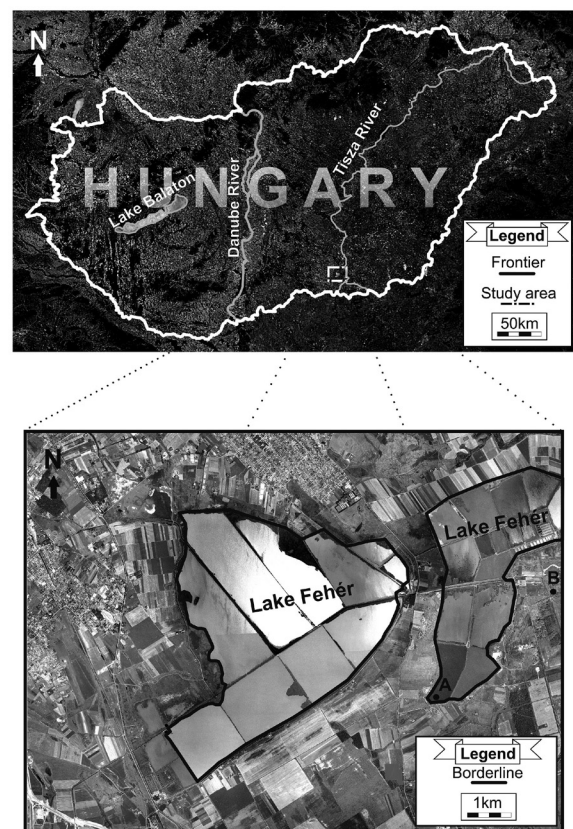 N
HUNGARY
Lake Balaton
Danube River
Tisza River
Legend
Frontier
Study area
50km
N
Lake Fehér
Lake Fehér
B
A
Legend
Borderline
1km